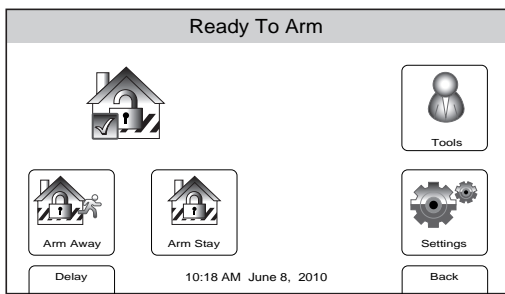 Ready To Arm
Tools
Arm Away
Arm Stay
Settings
Delay
10:18 AM June 8, 2010
Back